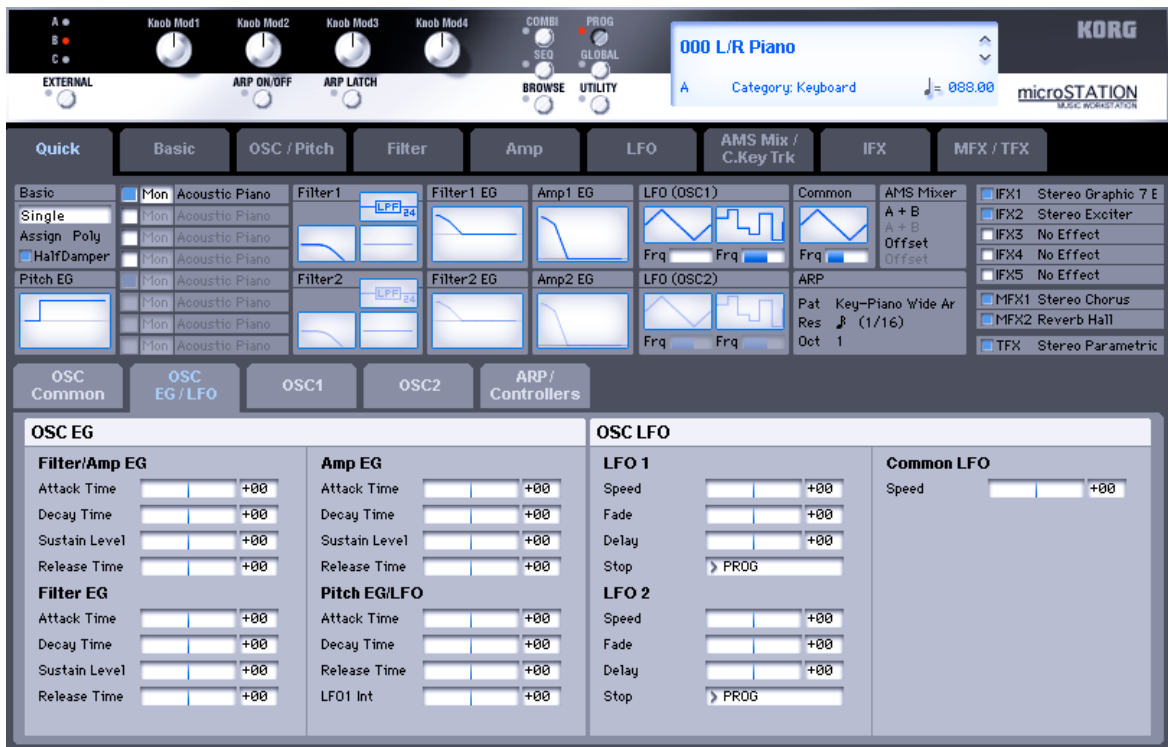 A
B
C
Knob Mod1 Knob Mod2 Knob Mod3 Knob Mod4
COMBI PROG
SEQ GLOBAL
EXTERNAL ARP ON/OFF ARP LATCH
BROWSE UTILITY
000 L/R Piano
A Category: Keyboard ♩= 088.00
KORG
microSTATION
MUSIC WORKSTATION
Quick Basic OSC / Pitch Filter Amp LFO AMS Mix / C.Key Trk IFX MFX / TFX
Basic
Single
Assign Poly
HalfDamper
Pitch EG
Mon Acoustic Piano
Mon Acoustic Piano
Mon Acoustic Piano
Mon Acoustic Piano
Mon Acoustic Piano
Mon Acoustic Piano
Mon Acoustic Piano
Mon Acoustic Piano
Filter1
LPF 24
Filter2
LPF 24
Filter1 EG
Filter2 EG
Amp1 EG
Amp2 EG
LFO (OSC1)
Frq Frq
LFO (OSC2)
Frq Frq
Common
Frq
AMS Mixer
A + B
A + B
Offset
Offset
ARP
Pat Key-Piano Wide Ar
Res (1/16)
Oct 1
IFX1 Stereo Graphic 7 E
IFX2 Stereo Exciter
IFX3 No Effect
IFX4 No Effect
IFX5 No Effect
MFX1 Stereo Chorus
MFX2 Reverb Hall
TFX Stereo Parametric
OSC Common
OSC EG / LFO
OSC1
OSC2
ARP / Controllers
OSC EG
Filter/Amp EG
Attack Time +00
Decay Time +00
Sustain Level +00
Release Time +00
Filter EG
Attack Time +00
Decay Time +00
Sustain Level +00
Release Time +00
Amp EG
Attack Time +00
Decay Time +00
Sustain Level +00
Release Time +00
Pitch EG/LFO
Attack Time +00
Decay Time +00
Release Time +00
LFO1 Int +00
OSC LFO
LFO 1
Speed +00
Fade +00
Delay +00
Stop PROG
LFO 2
Speed +00
Fade +00
Delay +00
Stop PROG
Common LFO
Speed +00